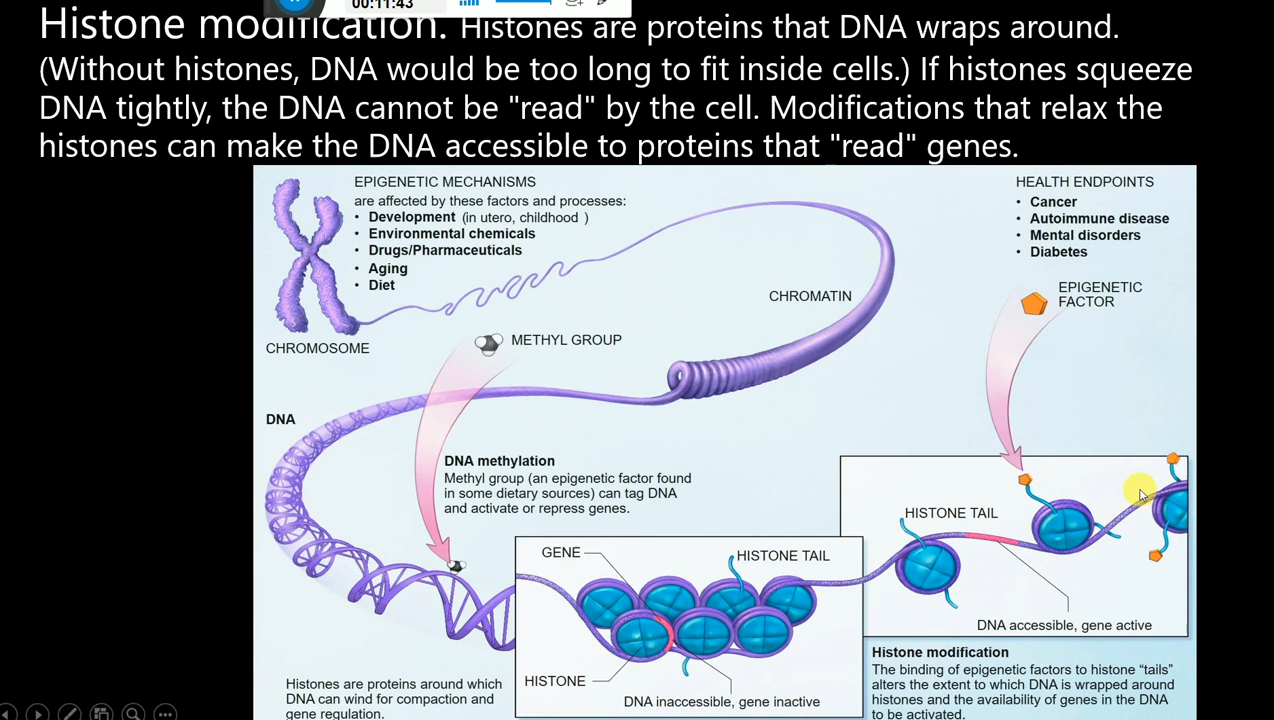 00:11:43
Histone modification. Histones are proteins that DNA wraps around.
(Without histones, DNA would be too long to fit inside cells.) If histones squeeze
DNA tightly, the DNA cannot be "read" by the cell. Modifications that relax the
histones can make the DNA accessible to proteins that "read" genes.
EPIGENETIC MECHANISMS
are affected by these factors and processes:
• Development (in utero, childhood )
• Environmental chemicals
• Drugs/Pharmaceuticals
• Aging
• Diet
HEALTH ENDPOINTS
• Cancer
• Autoimmune disease
• Mental disorders
• Diabetes
EPIGENETIC
FACTOR
CHROMATIN
CHROMOSOME
METHYL GROUP
DNA
DNA methylation
Methyl group (an epigenetic factor found
in some dietary sources) can tag DNA
and activate or repress genes.
HISTONE TAIL
GENE
HISTONE TAIL
DNA accessible, gene active
HISTONE
DNA inaccessible, gene inactive
Histones are proteins around which
DNA can wind for compaction and
gene regulation.
Histone modification
The binding of epigenetic factors to histone “tails”
alters the extent to which DNA is wrapped around
histones and the availability of genes in the DNA
to be activated.